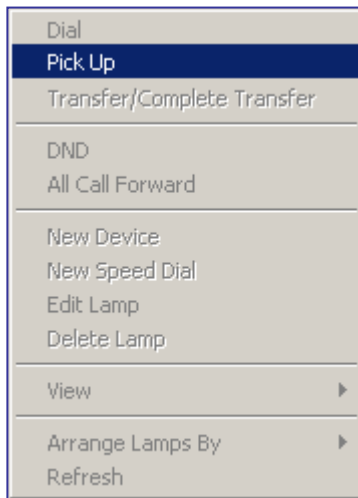 Dial
Pick Up
Transfer/Complete Transfer
DND
All Call Forward
New Device
New Speed Dial
Edit Lamp
Delete Lamp
View
Arrange Lamps By
Refresh